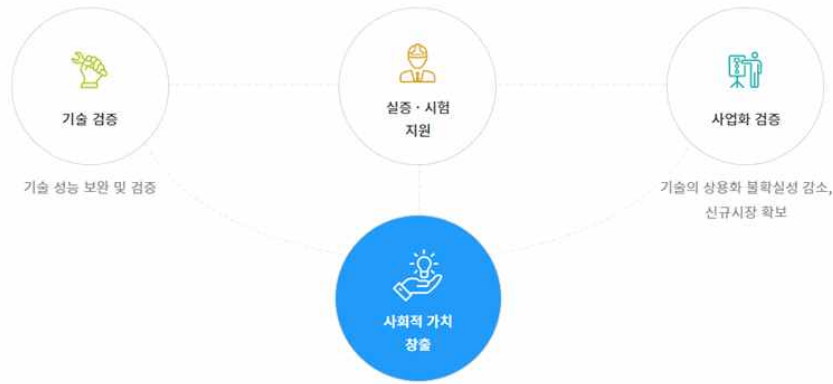 기술 검증
실증 · 시험
지원
사업화 검증
기술 성능 보완 및 검증
기술의 상용화 불확실성 감소,
신규시장 확보
사회적 가치
창출